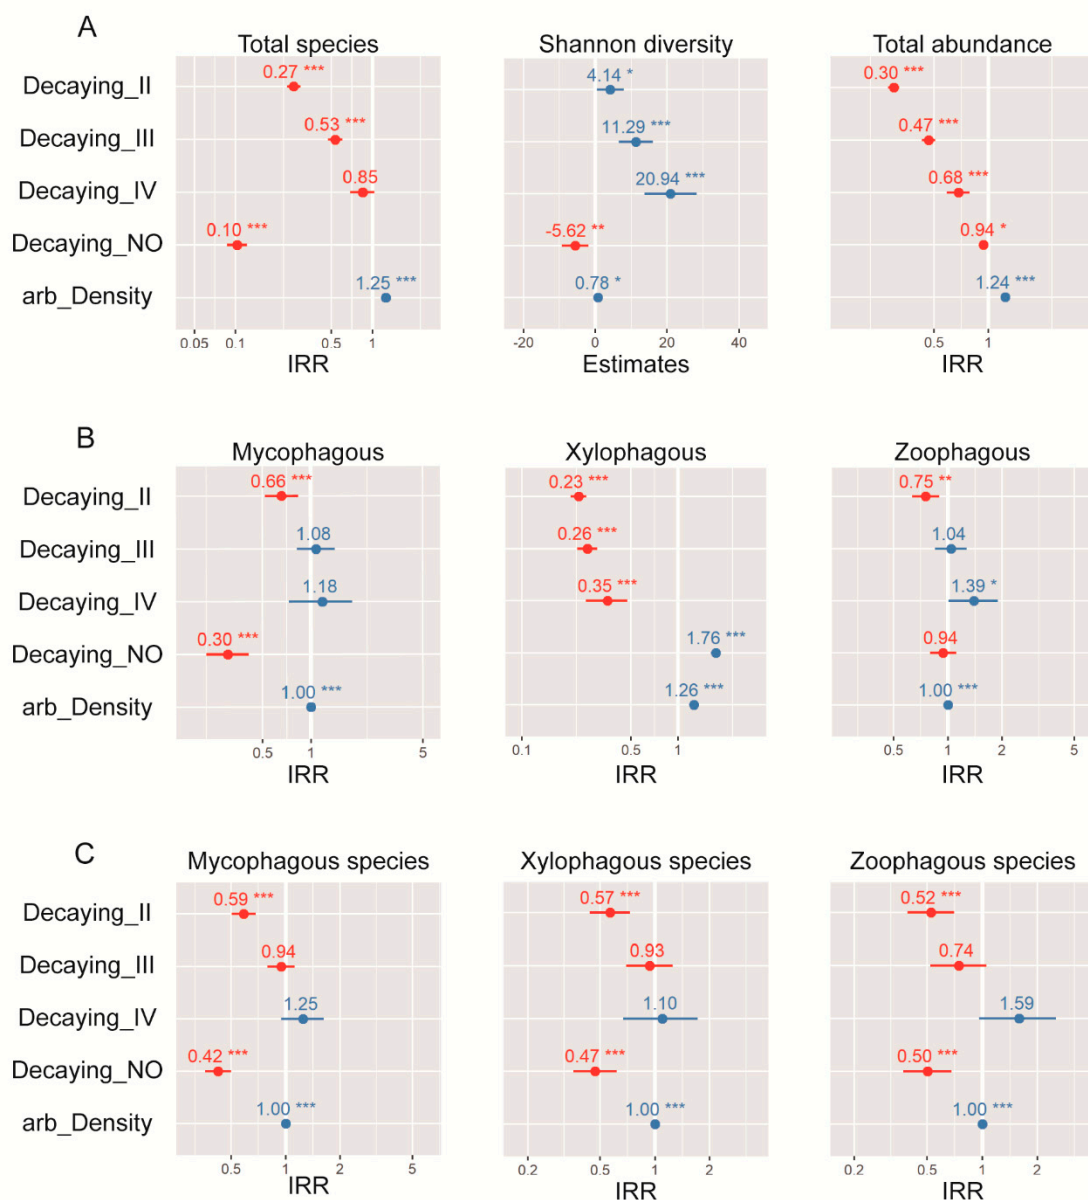 A
Total species Shannon diversity Total abundance
Decaying_II 0.27 *** 4.14 * 0.30 ***
Decaying_III 0.53 *** 11.29 *** 0.47 ***
Decaying_IV 0.85 20.94 *** 0.68 ***
Decaying_NO 0.10 *** -5.62 ** 0.94 *
arb_Density 1.25 *** 0.78 * 1.24 ***
0.05 0.1 0.5 1 -20 0 20 40 0.5 1
IRR Estimates IRR
B
Mycophagous Xylophagous Zoophagous
Decaying_II 0.66 *** 0.23 *** 0.75 **
Decaying_III 1.08 0.26 *** 1.04
Decaying_IV 1.18 0.35 *** 1.39 *
Decaying_NO 0.30 *** 1.76 *** 0.94
arb_Density 1.00 *** 1.26 *** 1.00 ***
0.5 1 5 0.1 0.5 1 0.5 1 2 5
IRR IRR IRR
C
Mycophagous species Xylophagous species Zoophagous species
Decaying_II 0.59 *** 0.57 *** 0.52 ***
Decaying_III 0.94 0.93 0.74
Decaying_IV 1.25 1.10 1.59
Decaying_NO 0.42 *** 0.47 *** 0.50 ***
arb_Density 1.00 *** 1.00 *** 1.00 ***
0.5 1 2 5 0.2 0.5 1 2 0.2 0.5 1 2
IRR IRR IRR